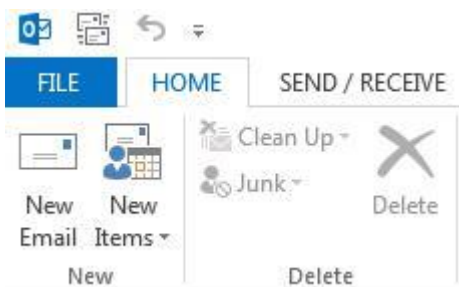 FILE HOME SEND / RECEIVE
Clean Up
Junk
New Email
New Items
Delete
New Delete